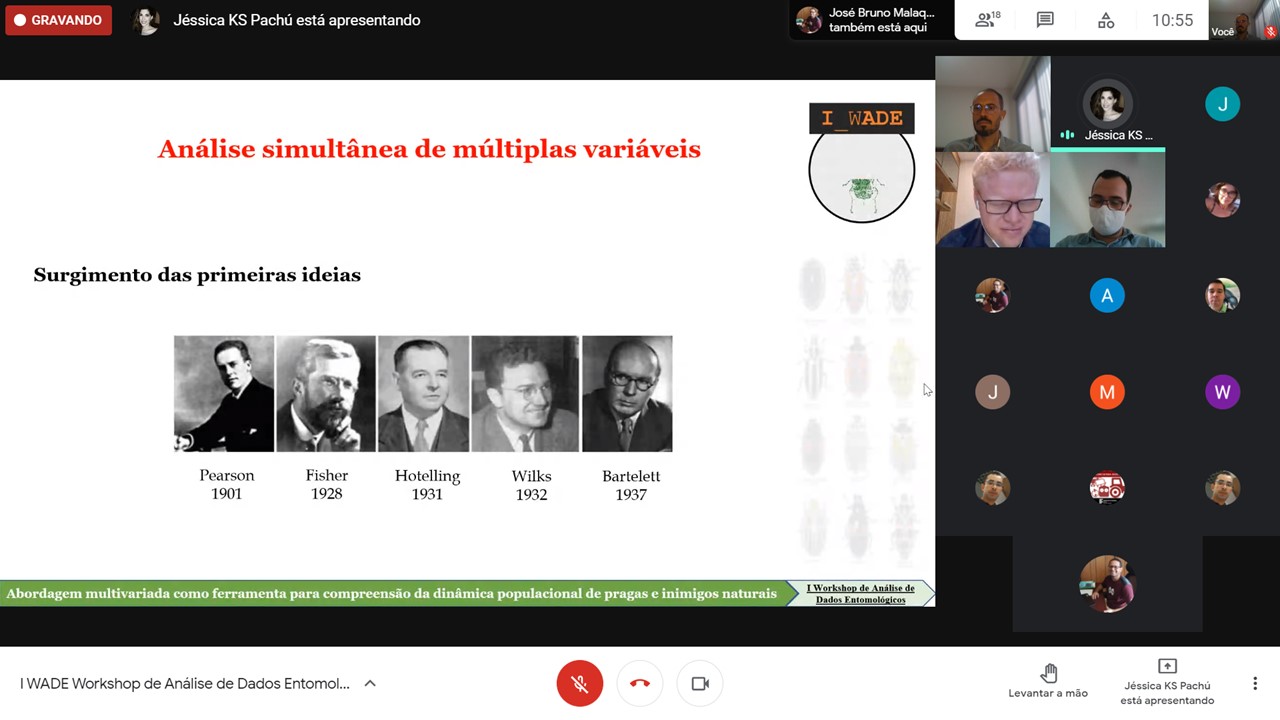 GRAVANDO
Jéssica KS Pachú está apresentando
José Bruno Malaq...
também está aqui
18
10:55
Você
I_WADE
Análise simultânea de múltiplas variáveis
Surgimento das primeiras ideias
Pearson
1901
Fisher
1928
Hotelling
1931
Wilks
1932
Bartelett
1937
Abordagem multivariada como ferramenta para compreensão da dinâmica populacional de pragas e inimigos naturais
I Workshop de Análise de
Dados Entomológicos
Jéssica KS ...
J
A
J
M
W
I WADE Workshop de Análise de Dados Entomol...
Levantar a mão
Jéssica KS Pachú
está apresentando